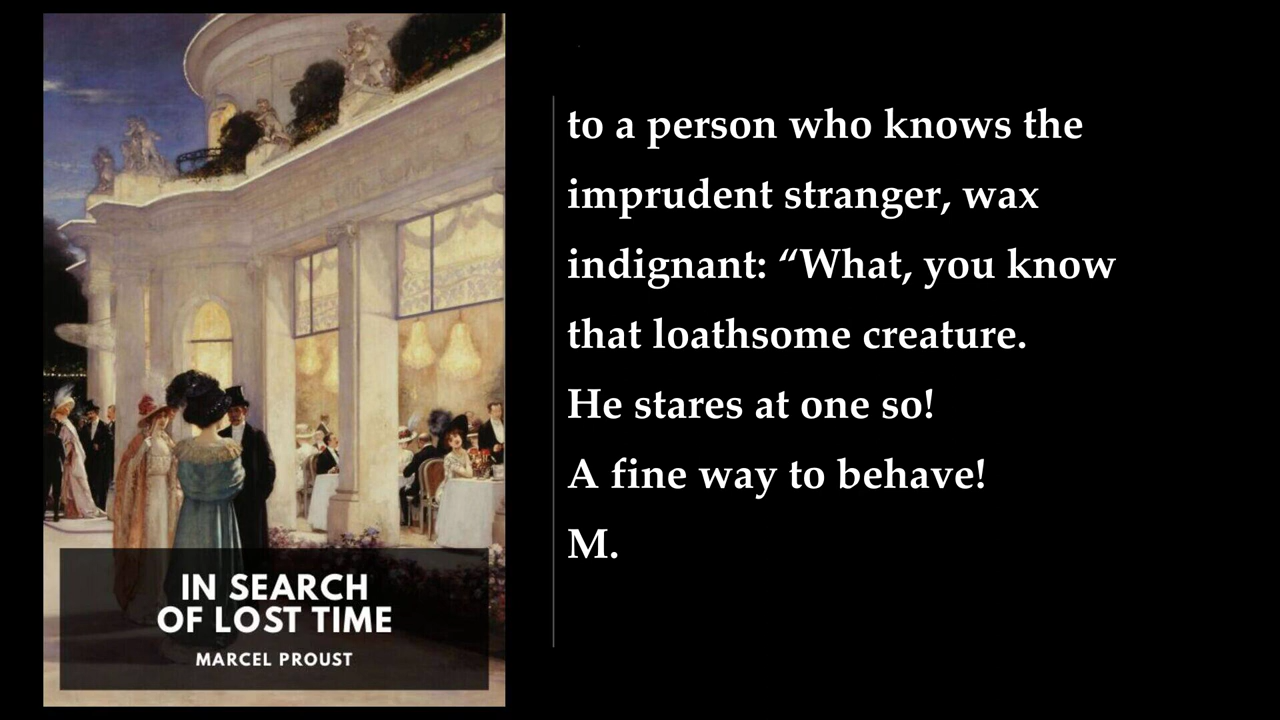 IN SEARCH
OF LOST TIME
MARCEL PROUST
to a person who knows the
imprudent stranger, wax
indignant: “What, you know
that loathsome creature.
He stares at one so!
A fine way to behave!
M.